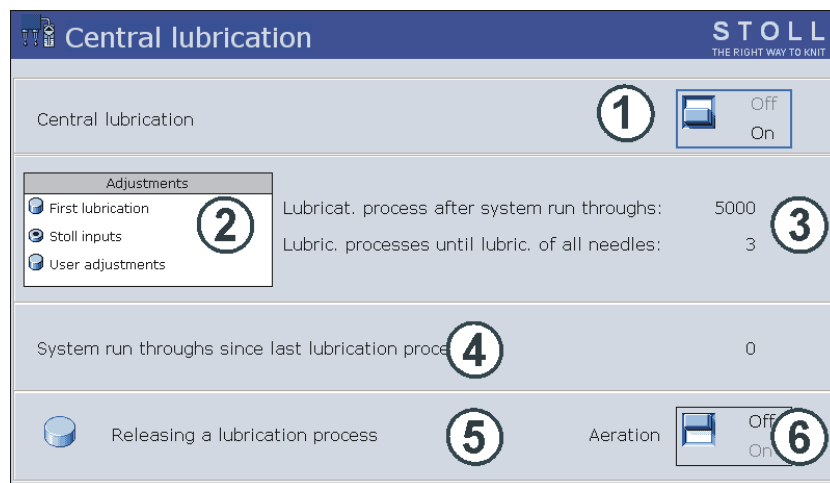 Central lubrication
STOLL
THE RIGHT WAY TO KNIT
Central lubrication
1
Off
On
Adjustments
First lubrication
Stoll inputs
User adjustments
2
Lubricat. process after system run throughs: 5000
Lubric. processes until lubric. of all needles: 3
3
System run throughs since last lubrication proce
4
0
Releasing a lubrication process
5
Aeration
Off
On
6